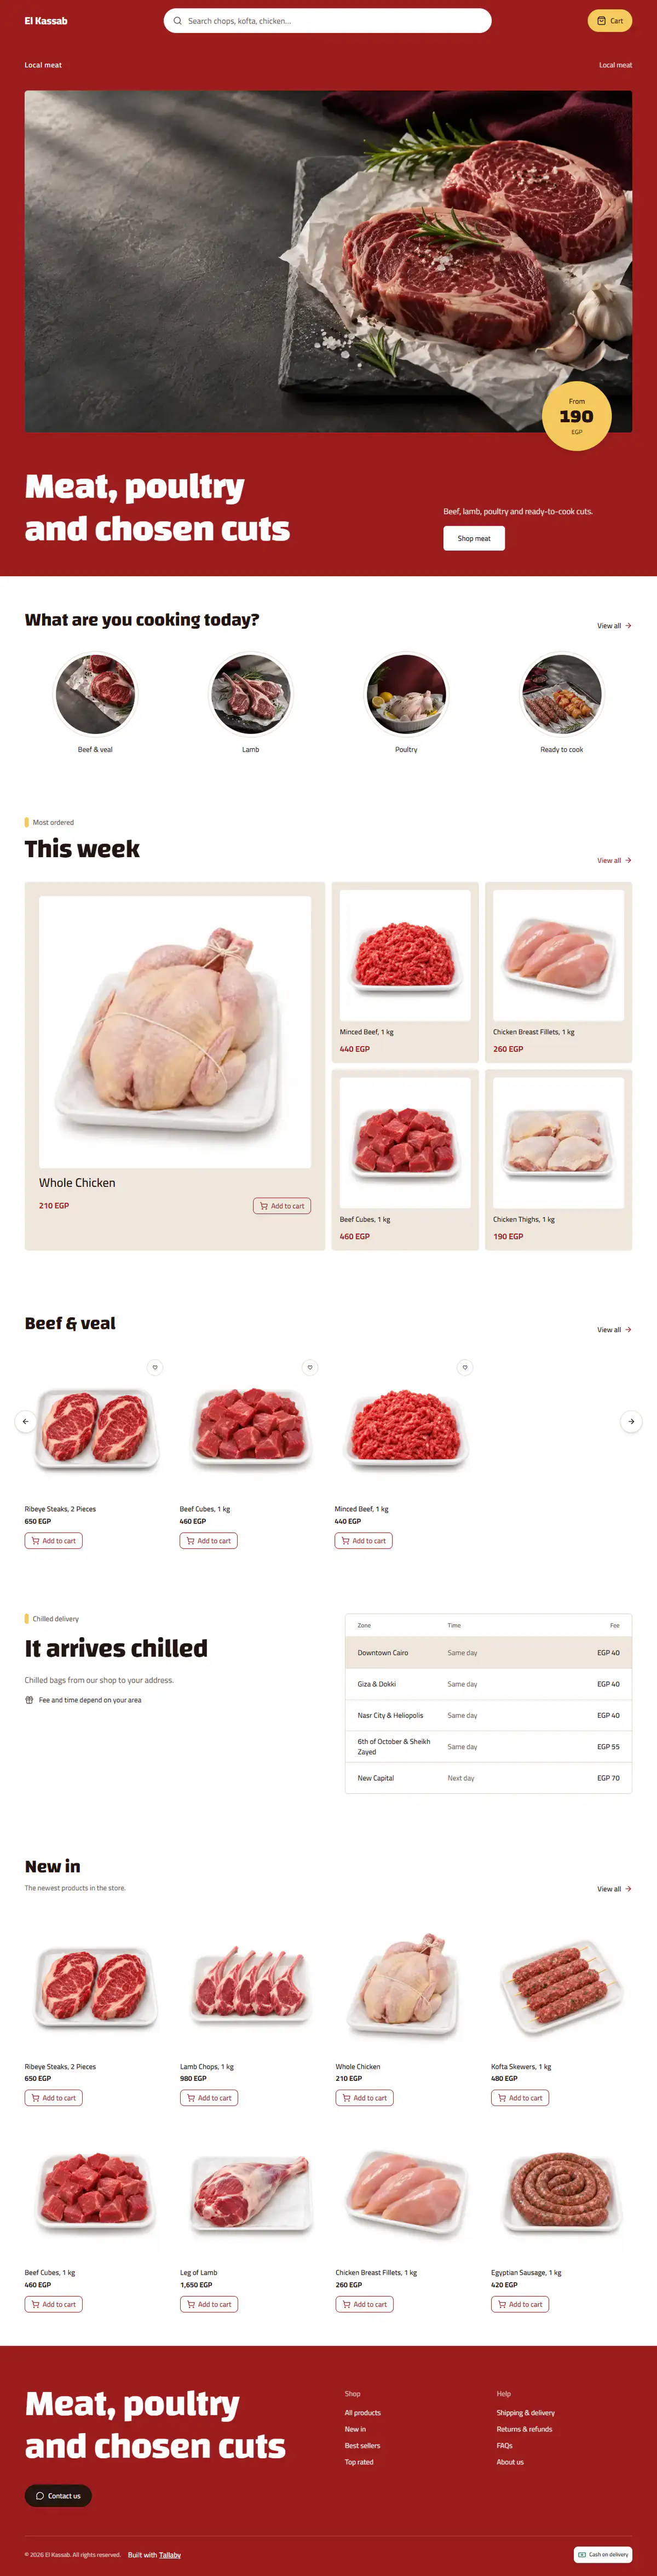 El Kassab
Search chops, kofta, chicken...
Cart
Local meat
Local meat
From
190
EGP
Meat, poultry
and chosen cuts
Beef, lamb, poultry and ready-to-cook cuts.
Shop meat
What are you cooking today?
View all
Beef & veal
Lamb
Poultry
Ready to cook
Most ordered
This week
View all
Whole Chicken
210 EGP
Add to cart
Minced Beef, 1 kg
440 EGP
Chicken Breast Fillets, 1 kg
260 EGP
Beef Cubes, 1 kg
460 EGP
Chicken Thighs, 1 kg
190 EGP
Beef & veal
View all
Ribeye Steaks, 2 Pieces
650 EGP
Add to cart
Beef Cubes, 1 kg
460 EGP
Add to cart
Minced Beef, 1 kg
440 EGP
Add to cart
Chilled delivery
It arrives chilled
Chilled bags from our shop to your address.
Fee and time depend on your area
Zone Time Fee
Downtown Cairo Same day EGP 40
Giza & Dokki Same day EGP 40
Nasr City & Heliopolis Same day EGP 40
6th of October & Sheikh
Zayed Same day EGP 55
New Capital Next day EGP 70
New in
The newest products in the store.
View all
Ribeye Steaks, 2 Pieces
650 EGP
Add to cart
Lamb Chops, 1 kg
980 EGP
Add to cart
Whole Chicken
210 EGP
Add to cart
Kofta Skewers, 1 kg
480 EGP
Add to cart
Beef Cubes, 1 kg
460 EGP
Add to cart
Leg of Lamb
1,650 EGP
Add to cart
Chicken Breast Fillets, 1 kg
260 EGP
Add to cart
Egyptian Sausage, 1 kg
420 EGP
Add to cart
Meat, poultry
and chosen cuts
Contact us
Shop
All products
New in
Best sellers
Top rated
Help
Shipping & delivery
Returns & refunds
FAQs
About us
© 2026 El Kassab. All rights reserved. Built with Tallaby
Cash on delivery